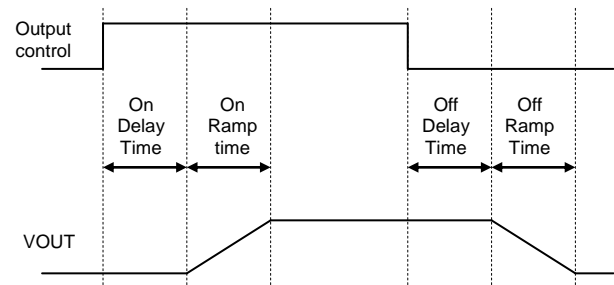 Output
control
On
Delay
Time
On
Ramp
time
Off
Delay
Time
Off
Ramp
Time
VOUT